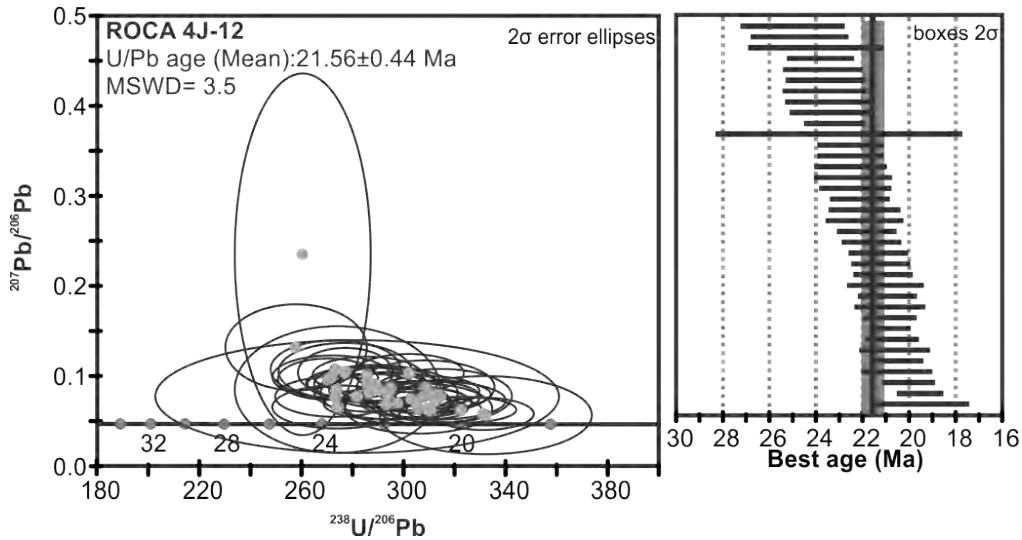 ROCA 4J-12
U/Pb age (Mean):21.56±0.44 Ma
MSWD= 3.5
2σ error ellipses
0.5
0.4
0.3
0.2
0.1
0.0
²⁰⁷Pb/²⁰⁶Pb
32 28 24 20
180 220 260 300 340 380
²³⁸U/²⁰⁶Pb
boxes 2σ
30 28 26 24 22 20 18 16
Best age (Ma)